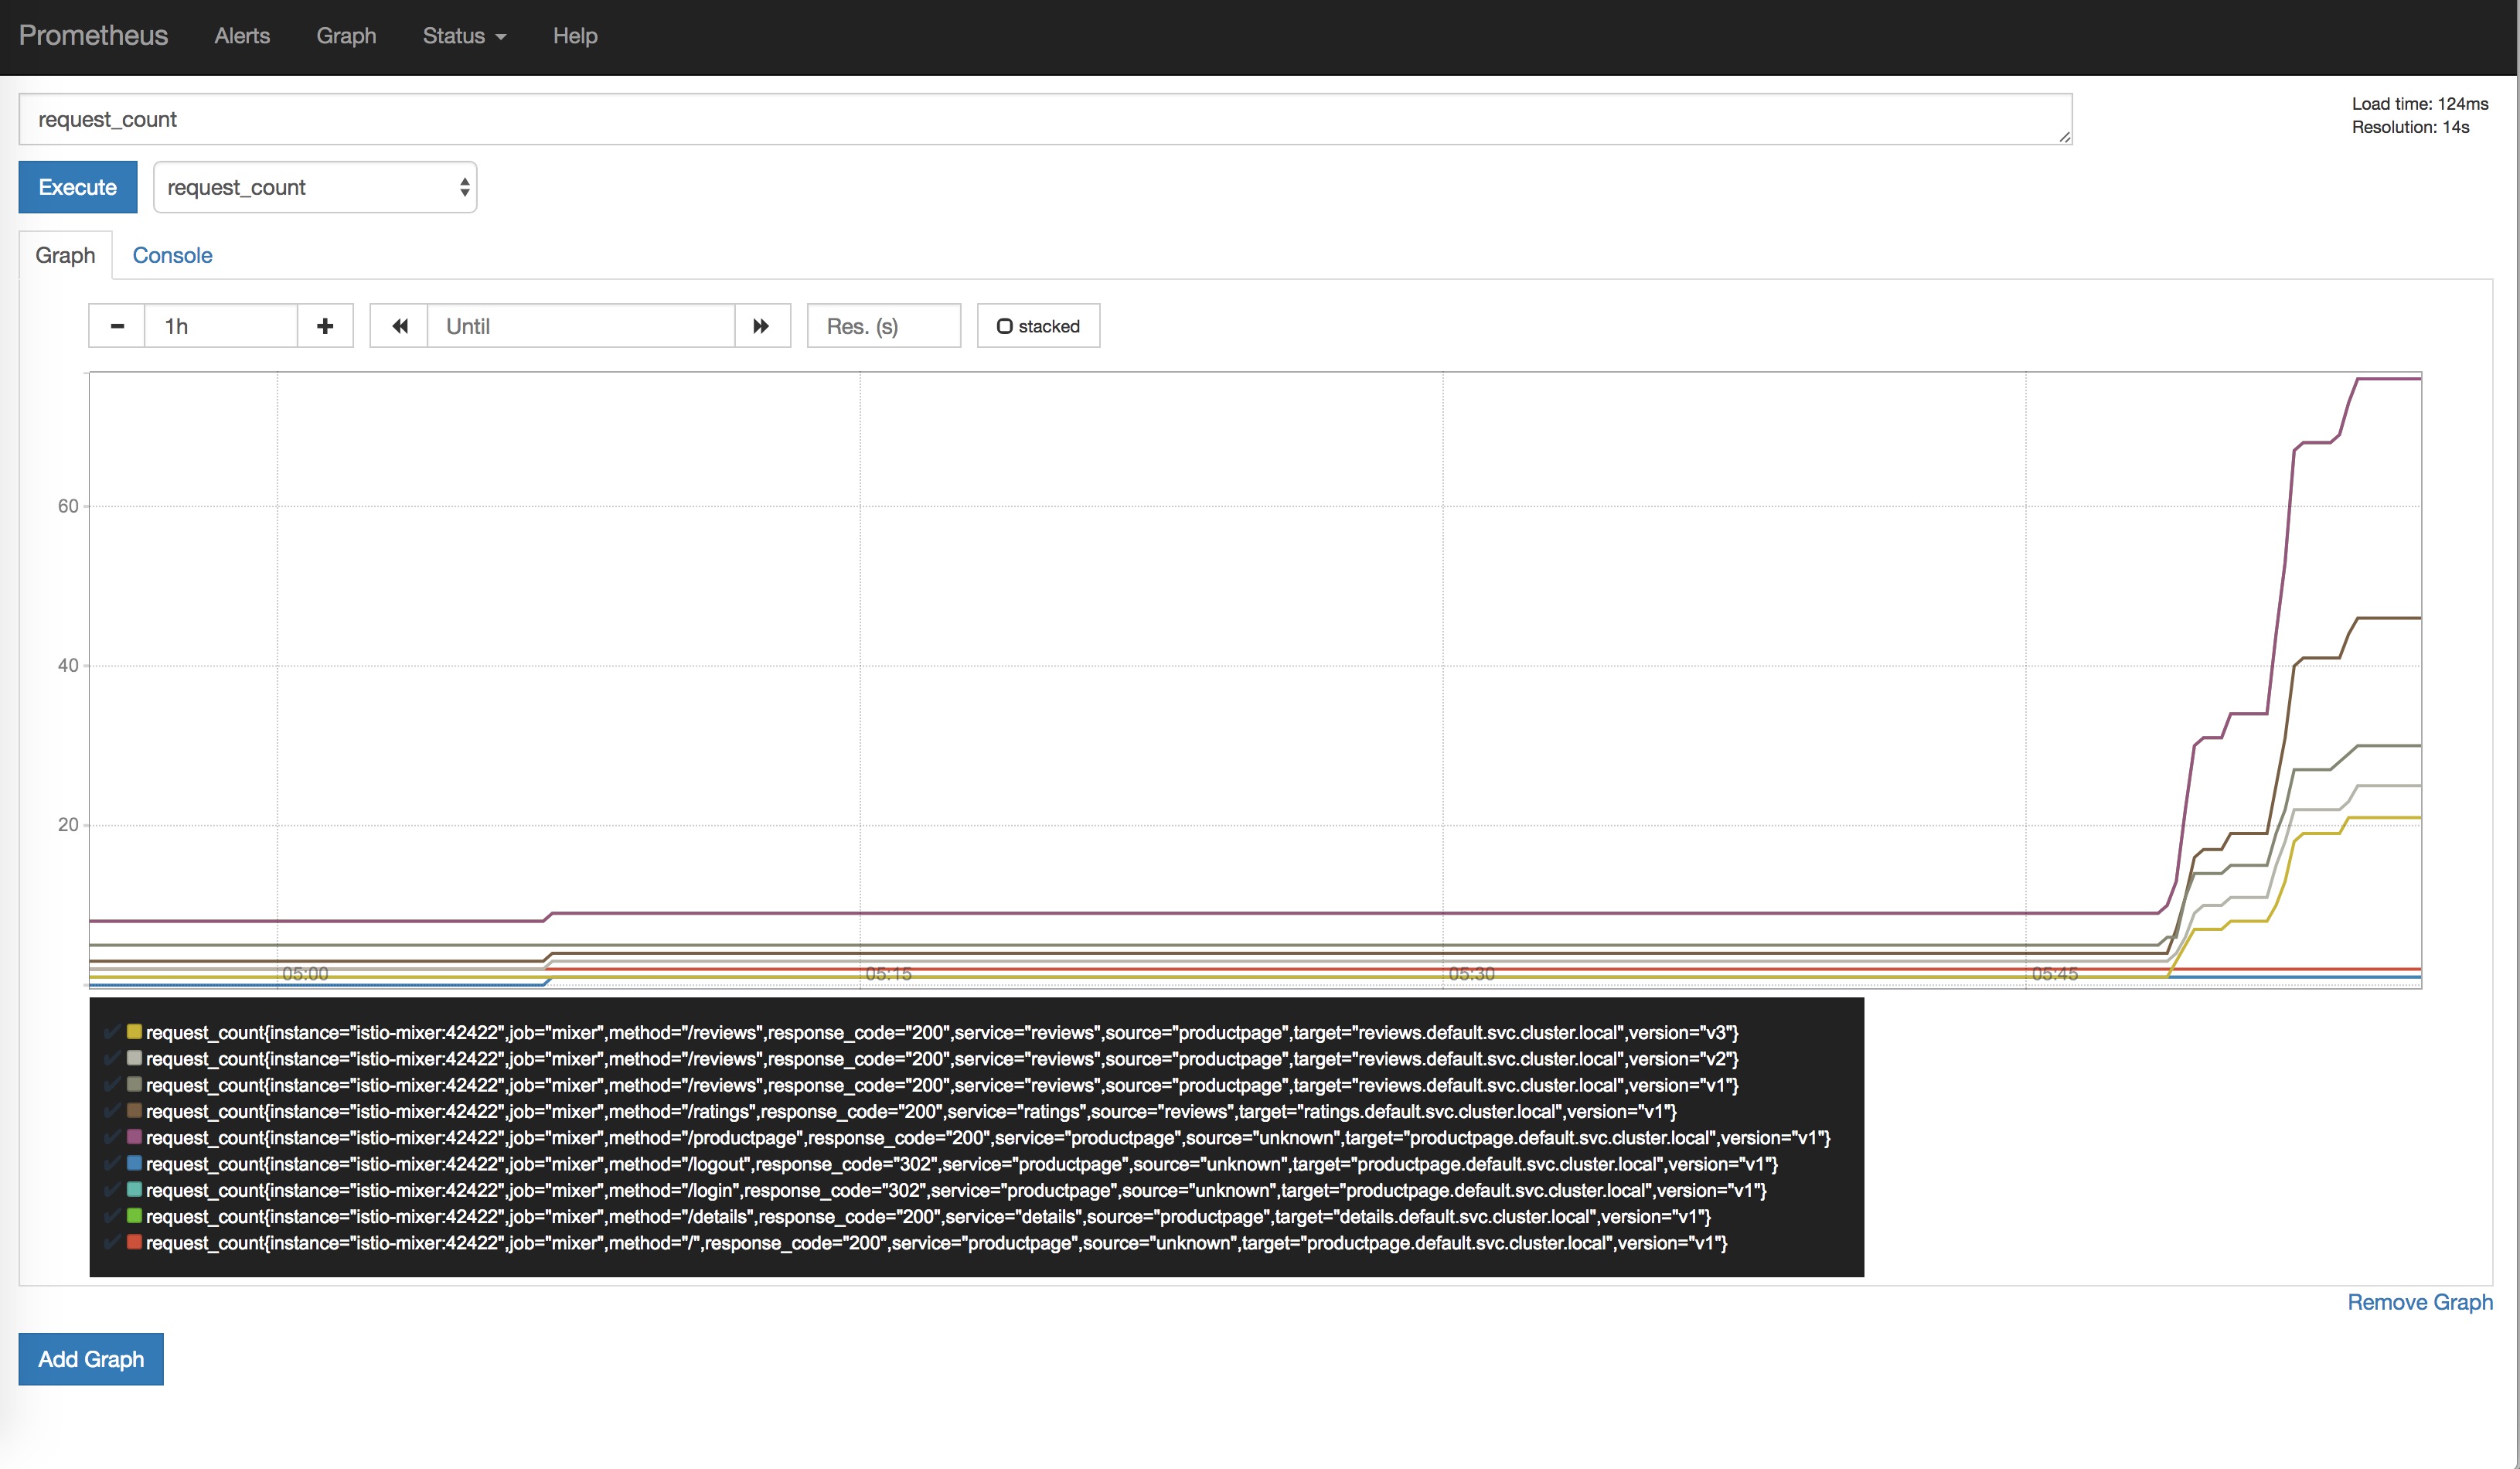 Prometheus Alerts Graph Status Help
request_count
Load time: 124ms
Resolution: 14s
Execute request_count
Graph Console
1h Until Res. (s) stacked
60
40
20
05:00 05:15 05:30 05:45
request_count{instance="istio-mixer:42422",job="mixer",method="/reviews",response_code="200",service="reviews",source="productpage",target="reviews.default.svc.cluster.local",version="v3"}
request_count{instance="istio-mixer:42422",job="mixer",method="/reviews",response_code="200",service="reviews",source="productpage",target="reviews.default.svc.cluster.local",version="v2"}
request_count{instance="istio-mixer:42422",job="mixer",method="/reviews",response_code="200",service="reviews",source="productpage",target="reviews.default.svc.cluster.local",version="v1"}
request_count{instance="istio-mixer:42422",job="mixer",method="/ratings",response_code="200",service="ratings",source="reviews",target="ratings.default.svc.cluster.local",version="v1"}
request_count{instance="istio-mixer:42422",job="mixer",method="/productpage",response_code="200",service="productpage",source="unknown",target="productpage.default.svc.cluster.local",version="v1"}
request_count{instance="istio-mixer:42422",job="mixer",method="/logout",response_code="302",service="productpage",source="unknown",target="productpage.default.svc.cluster.local",version="v1"}
request_count{instance="istio-mixer:42422",job="mixer",method="/login",response_code="302",service="productpage",source="unknown",target="productpage.default.svc.cluster.local",version="v1"}
request_count{instance="istio-mixer:42422",job="mixer",method="/details",response_code="200",service="details",source="productpage",target="details.default.svc.cluster.local",version="v1"}
request_count{instance="istio-mixer:42422",job="mixer",method="/",response_code="200",service="productpage",source="unknown",target="productpage.default.svc.cluster.local",version="v1"}
Remove Graph
Add Graph